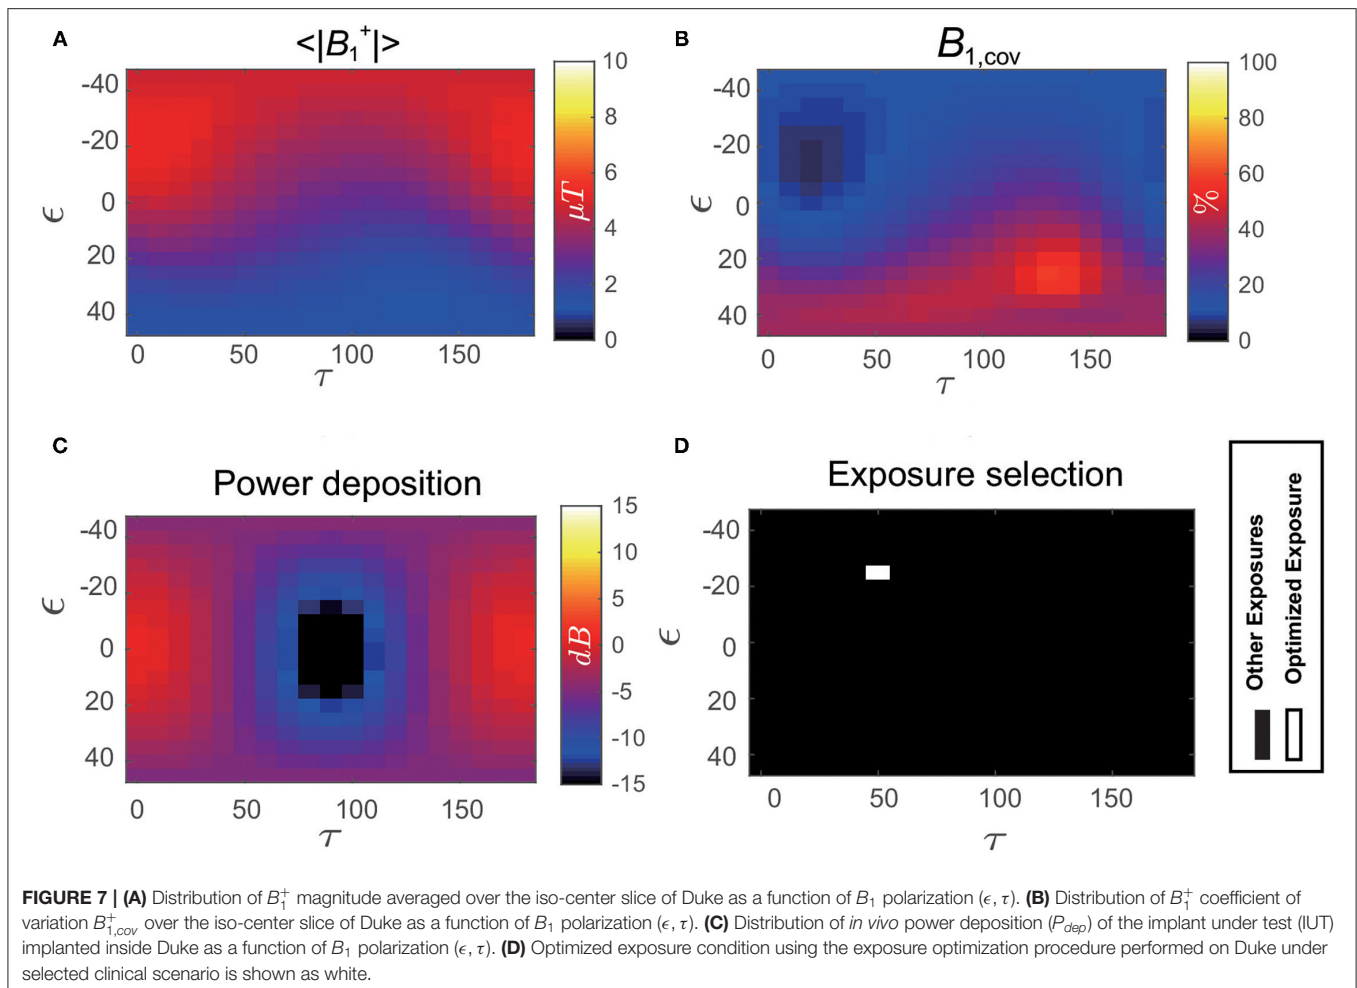 A
<|B₁⁺|>
-40
-20
0
20
40
ϵ
0
50
100
150
τ
10
8
6
4
2
0
μT
B
B₁,cov
-40
-20
0
20
40
ϵ
0
50
100
150
τ
100
80
60
40
20
0
%
C
Power deposition
-40
-20
0
20
40
ϵ
0
50
100
150
τ
15
10
5
0
-5
-10
-15
dB
D
Exposure selection
-40
-20
0
20
40
ϵ
0
50
100
150
τ
Other Exposures
Optimized Exposure
FIGURE 7 | (A) Distribution of B₁⁺ magnitude averaged over the iso-center slice of Duke as a function of B₁ polarization (ϵ, τ). (B) Distribution of B₁⁺ coefficient of
variation B⁺₁,cov over the iso-center slice of Duke as a function of B₁ polarization (ϵ, τ). (C) Distribution of in vivo power deposition (Pdep) of the implant under test (IUT)
implanted inside Duke as a function of B₁ polarization (ϵ, τ). (D) Optimized exposure condition using the exposure optimization procedure performed on Duke under
selected clinical scenario is shown as white.